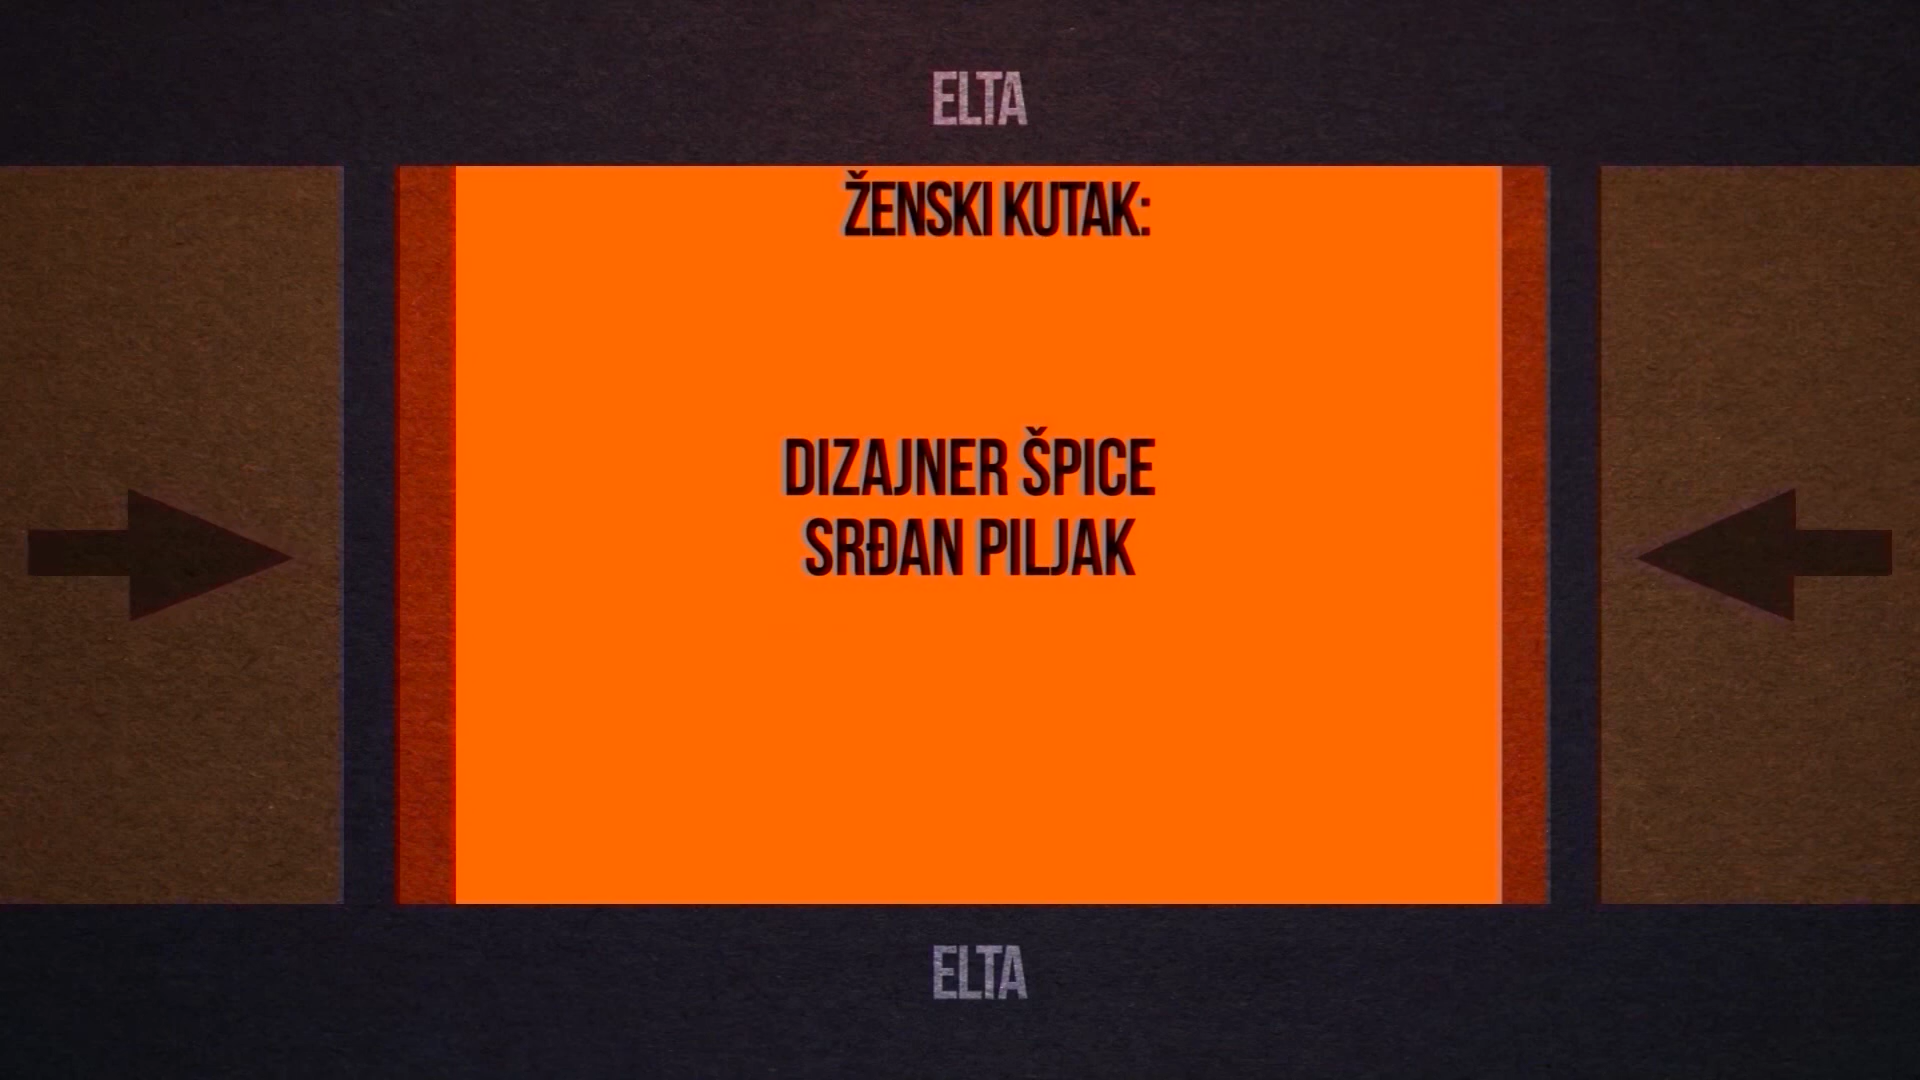 ELTA
ŽENSKI KUTAK:
DIZAJNER ŠPICE
SRĐAN PILJAK
ELTA